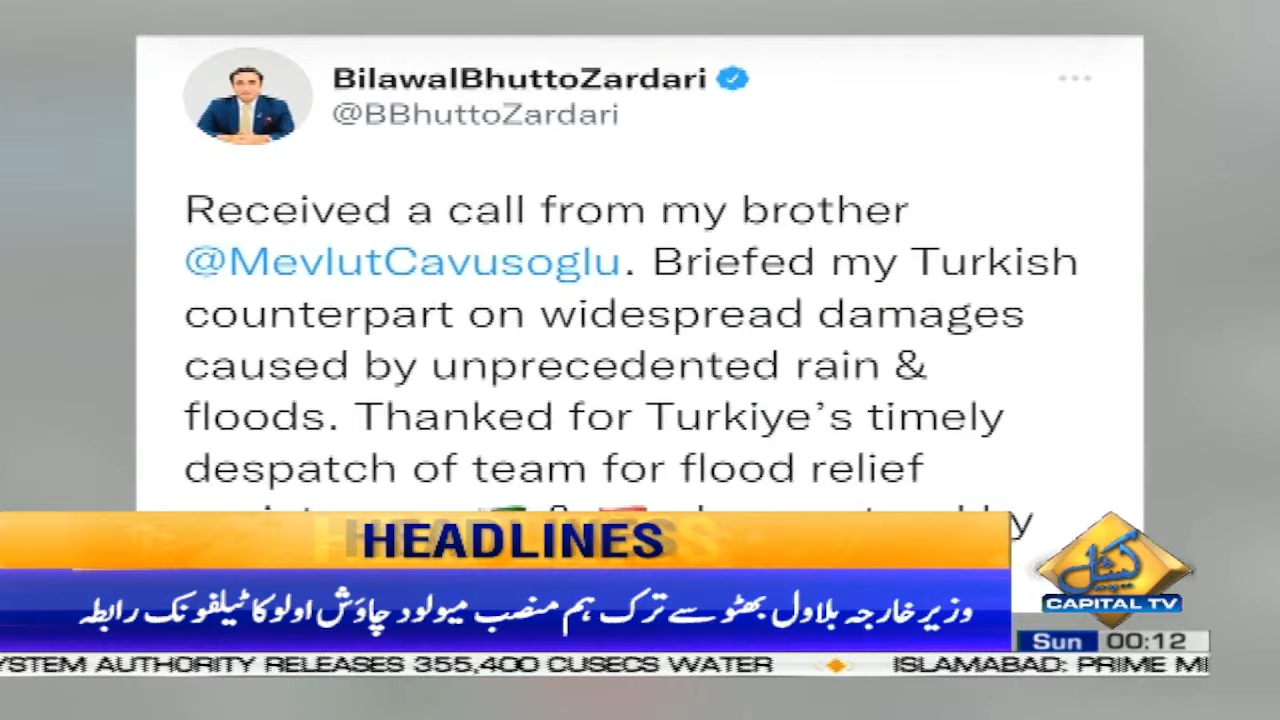 BilawalBhuttoZardari
@BBhuttoZardari
Received a call from my brother
@MevlutCavusoglu. Briefed my Turkish
counterpart on widespread damages
caused by unprecedented rain &
floods. Thanked for Turkiye's timely
despatch of team for flood relief
HEADLINES
وزیر خارجہ بلاول بھٹو سے ترک ہم منصب میولود چاؤش اولو کا ٹیلفونک رابطہ
کیپیٹل
CAPITAL TV
Sun 00:12
YSTEM AUTHORITY RELEASES 355,400 CUSECS WATER
ISLAMABAD: PRIME MI